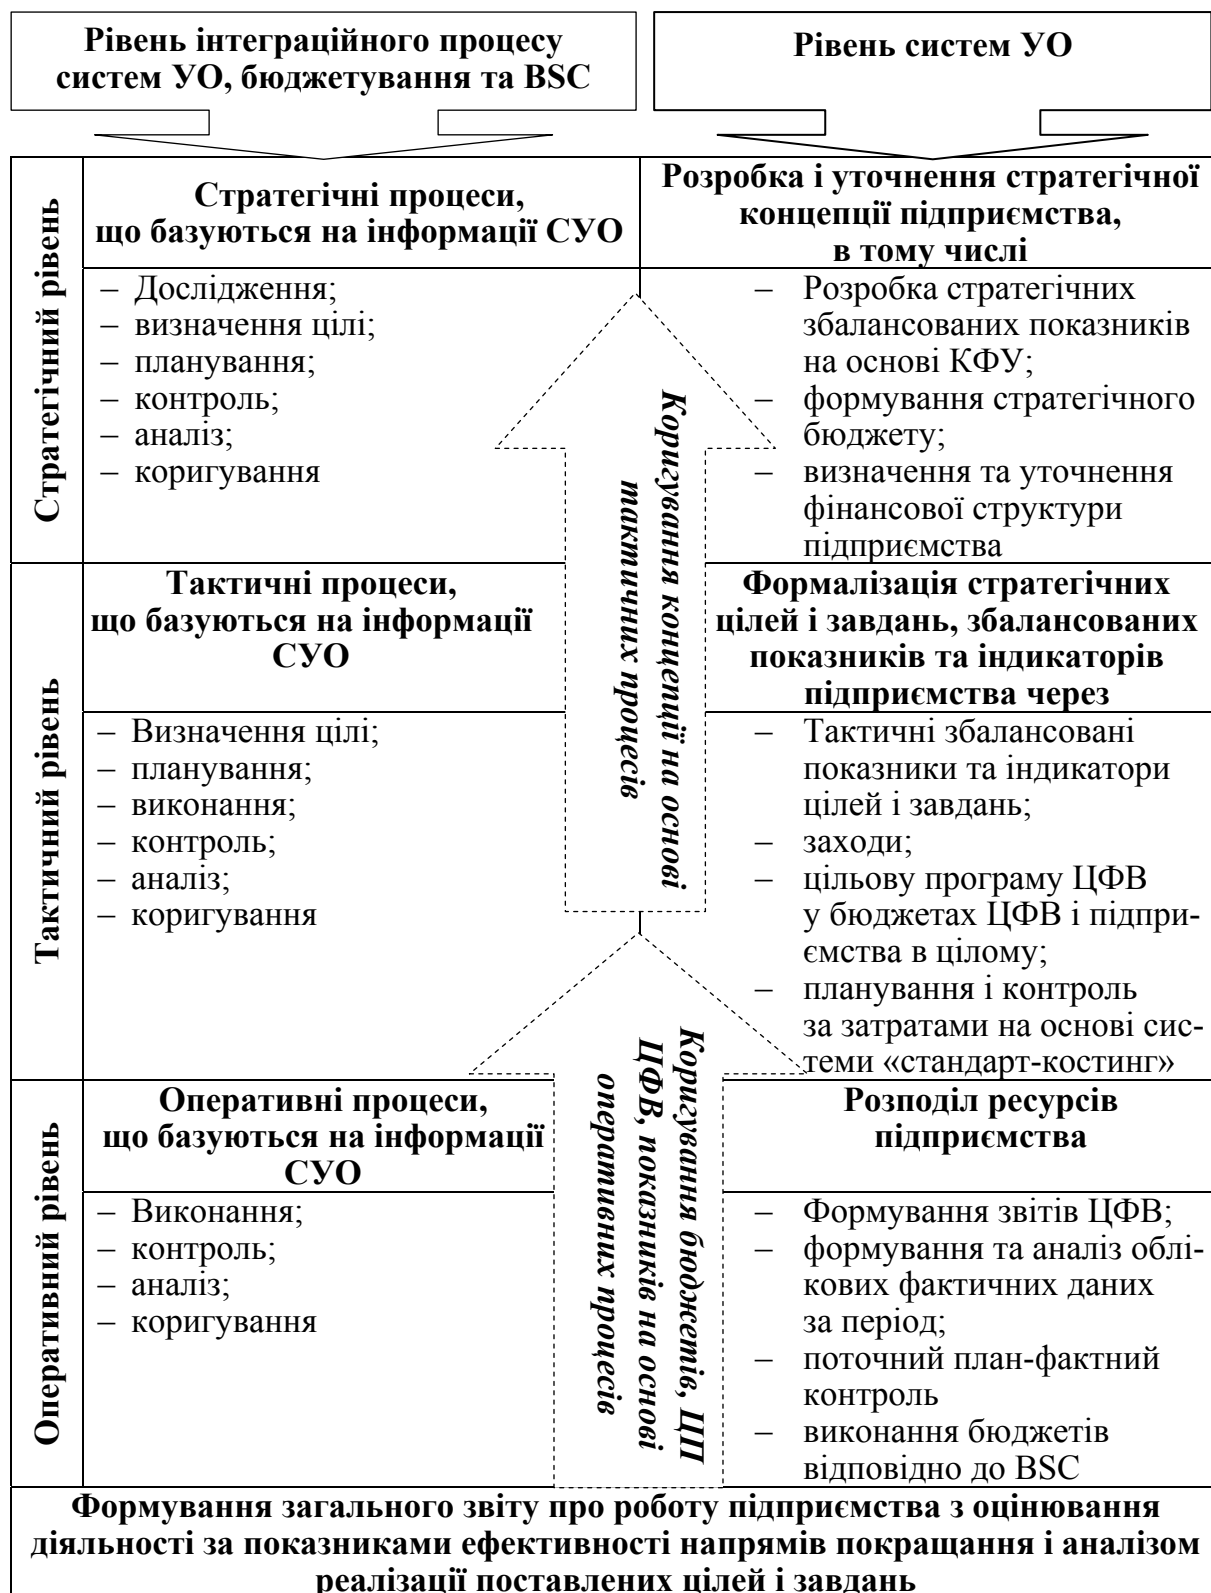 Рівень інтеграційного процесу
систем УО, бюджетування та BSC
Рівень систем УО
Стратегічний рівень
Стратегічні процеси,
що базуються на інформації СУО
Розробка і уточнення стратегічної
концепції підприємства,
в тому числі
– Дослідження;
– визначення цілі;
– планування;
– контроль;
– аналіз;
– коригування
– Розробка стратегічних
збалансованих показників
на основі КФУ;
– формування стратегічного
бюджету;
– визначення та уточнення
фінансової структури
підприємства
Коригування концепції на основі
тактичних процесів
Тактичний рівень
Тактичні процеси,
що базуються на інформації
СУО
Формалізація стратегічних
цілей і завдань, збалансованих
показників та індикаторів
підприємства через
– Визначення цілі;
– планування;
– виконання;
– контроль;
– аналіз;
– коригування
– Тактичні збалансовані
показники та індикатори
цілей і завдань;
– заходи;
– цільову програму ЦФВ
у бюджетах ЦФВ і підпри-
ємства в цілому;
– планування і контроль
за затратами на основі сис-
теми «стандарт-костинг»
Коригування бюджетів, ЦП
ЦФВ, показників на основі
оперативних процесів
Оперативний рівень
Оперативні процеси,
що базуються на інформації
СУО
Розподіл ресурсів
підприємства
– Виконання;
– контроль;
– аналіз;
– коригування
– Формування звітів ЦФВ;
– формування та аналіз облі-
кових фактичних даних
за період;
– поточний план-фактний
контроль
– виконання бюджетів
відповідно до BSC
Формування загального звіту про роботу підприємства з оцінювання
діяльності за показниками ефективності напрямів покращання і аналізом
реалізації поставлених цілей і завдань